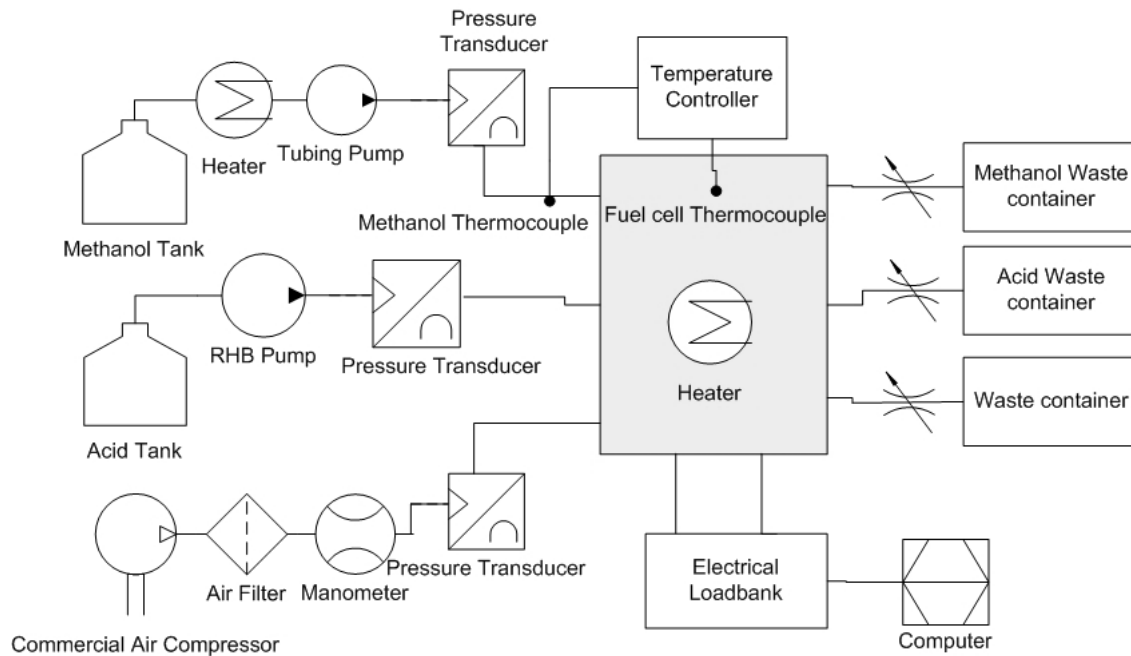 Pressure
Transducer
Temperature
Controller
Heater
Tubing Pump
Methanol Tank
Methanol Thermocouple
Fuel cell Thermocouple
Methanol Waste
container
RHB Pump
Pressure Transducer
Acid Tank
Heater
Acid Waste
container
Waste container
Air Filter
Manometer
Pressure Transducer
Commercial Air Compressor
Electrical
Loadbank
Computer